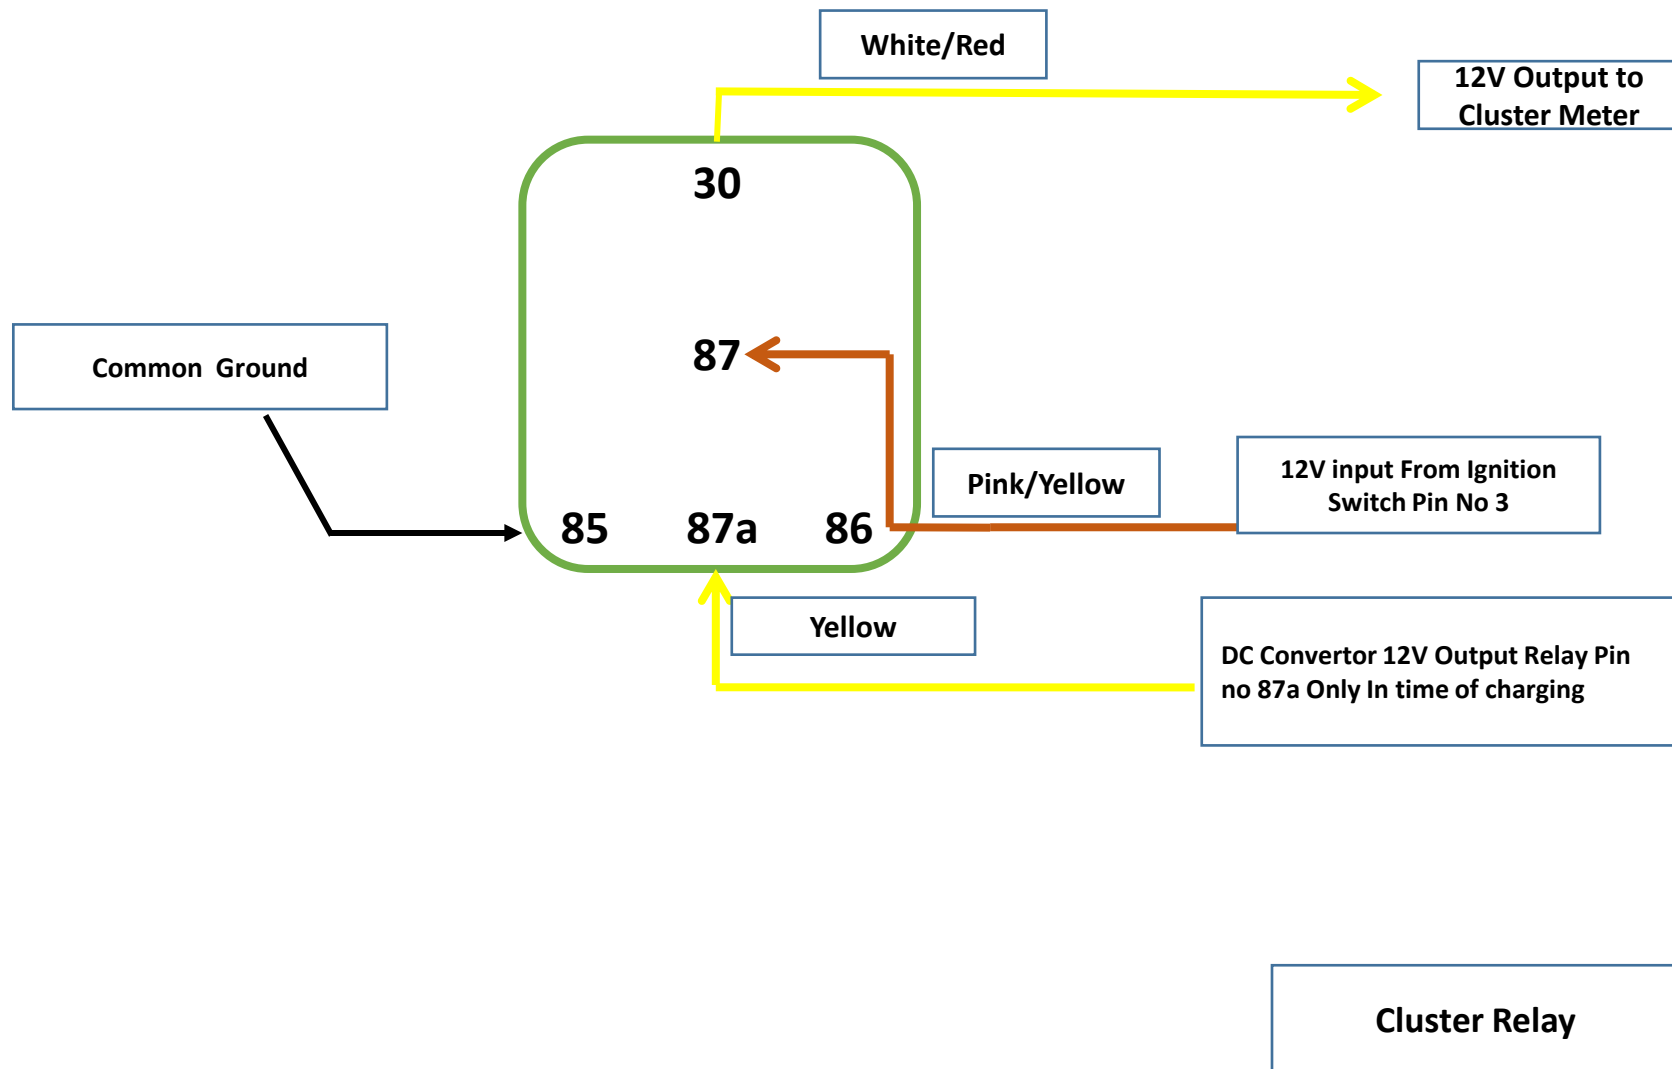 White/Red
12V Output to
Cluster Meter
30
Common  Ground
87
Pink/Yellow
12V input From Ignition
Switch Pin No 3
85
87a
86
Yellow
DC Convertor 12V Output Relay Pin
no 87a Only In time of charging
Cluster Relay